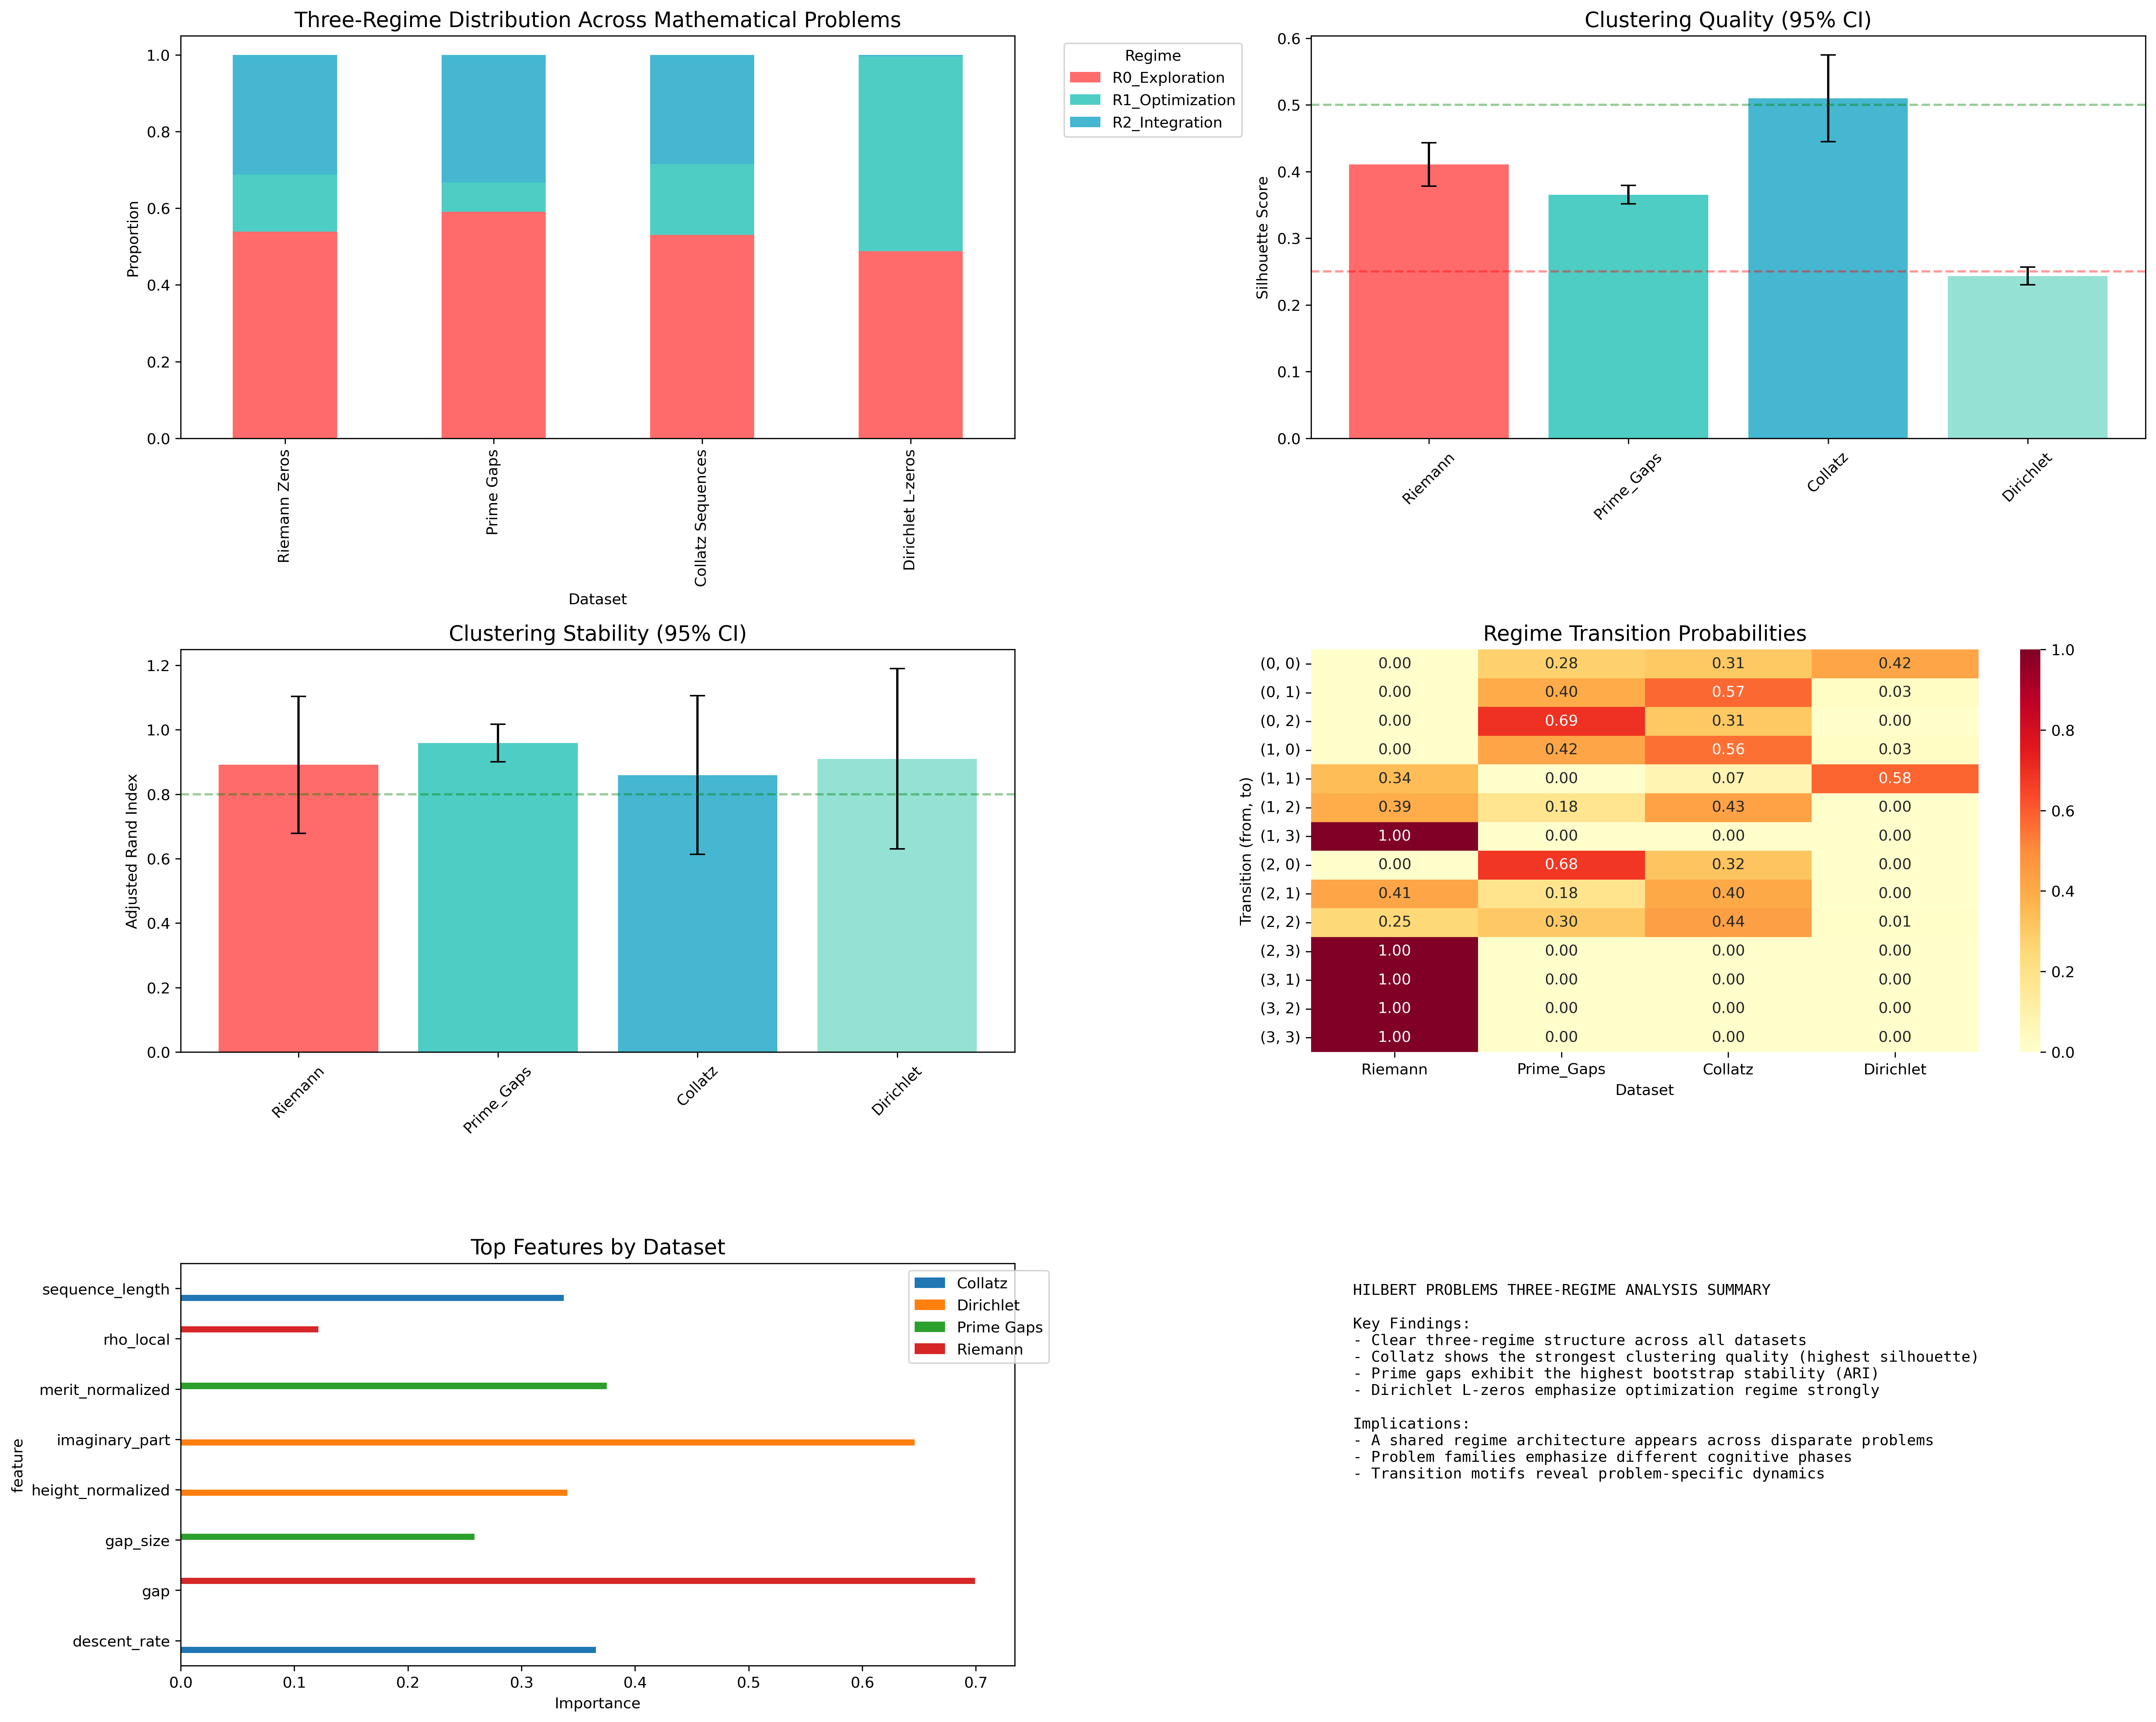 Three-Regime Distribution Across Mathematical Problems
1.0
0.8
0.6
0.4
0.2
0.0
Proportion
Riemann Zeros
Prime Gaps
Collatz Sequences
Dirichlet L-zeros
Dataset
Regime
R0_Exploration
R1_Optimization
R2_Integration
Clustering Quality (95% CI)
0.6
0.5
0.4
0.3
0.2
0.1
0.0
Silhouette Score
Riemann
Prime_Gaps
Collatz
Dirichlet
Clustering Stability (95% CI)
1.2
1.0
0.8
0.6
0.4
0.2
0.0
Adjusted Rand Index
Riemann
Prime_Gaps
Collatz
Dirichlet
Regime Transition Probabilities
Transition (from, to)
(0, 0) 0.00 0.28 0.31 0.42
(0, 1) 0.00 0.40 0.57 0.03
(0, 2) 0.00 0.69 0.31 0.00
(1, 0) 0.00 0.42 0.56 0.03
(1, 1) 0.34 0.00 0.07 0.58
(1, 2) 0.39 0.18 0.43 0.00
(1, 3) 1.00 0.00 0.00 0.00
(2, 0) 0.00 0.68 0.32 0.00
(2, 1) 0.41 0.18 0.40 0.00
(2, 2) 0.25 0.30 0.44 0.01
(2, 3) 1.00 0.00 0.00 0.00
(3, 1) 1.00 0.00 0.00 0.00
(3, 2) 1.00 0.00 0.00 0.00
(3, 3) 1.00 0.00 0.00 0.00
Riemann Prime_Gaps Collatz Dirichlet
Dataset
1.0
0.8
0.6
0.4
0.2
0.0
Top Features by Dataset
feature
sequence_length
rho_local
merit_normalized
imaginary_part
height_normalized
gap_size
gap
descent_rate
0.0 0.1 0.2 0.3 0.4 0.5 0.6 0.7
Importance
Collatz
Dirichlet
Prime Gaps
Riemann
HILBERT PROBLEMS THREE-REGIME ANALYSIS SUMMARY
Key Findings:
- Clear three-regime structure across all datasets
- Collatz shows the strongest clustering quality (highest silhouette)
- Prime gaps exhibit the highest bootstrap stability (ARI)
- Dirichlet L-zeros emphasize optimization regime strongly
Implications:
- A shared regime architecture appears across disparate problems
- Problem families emphasize different cognitive phases
- Transition motifs reveal problem-specific dynamics